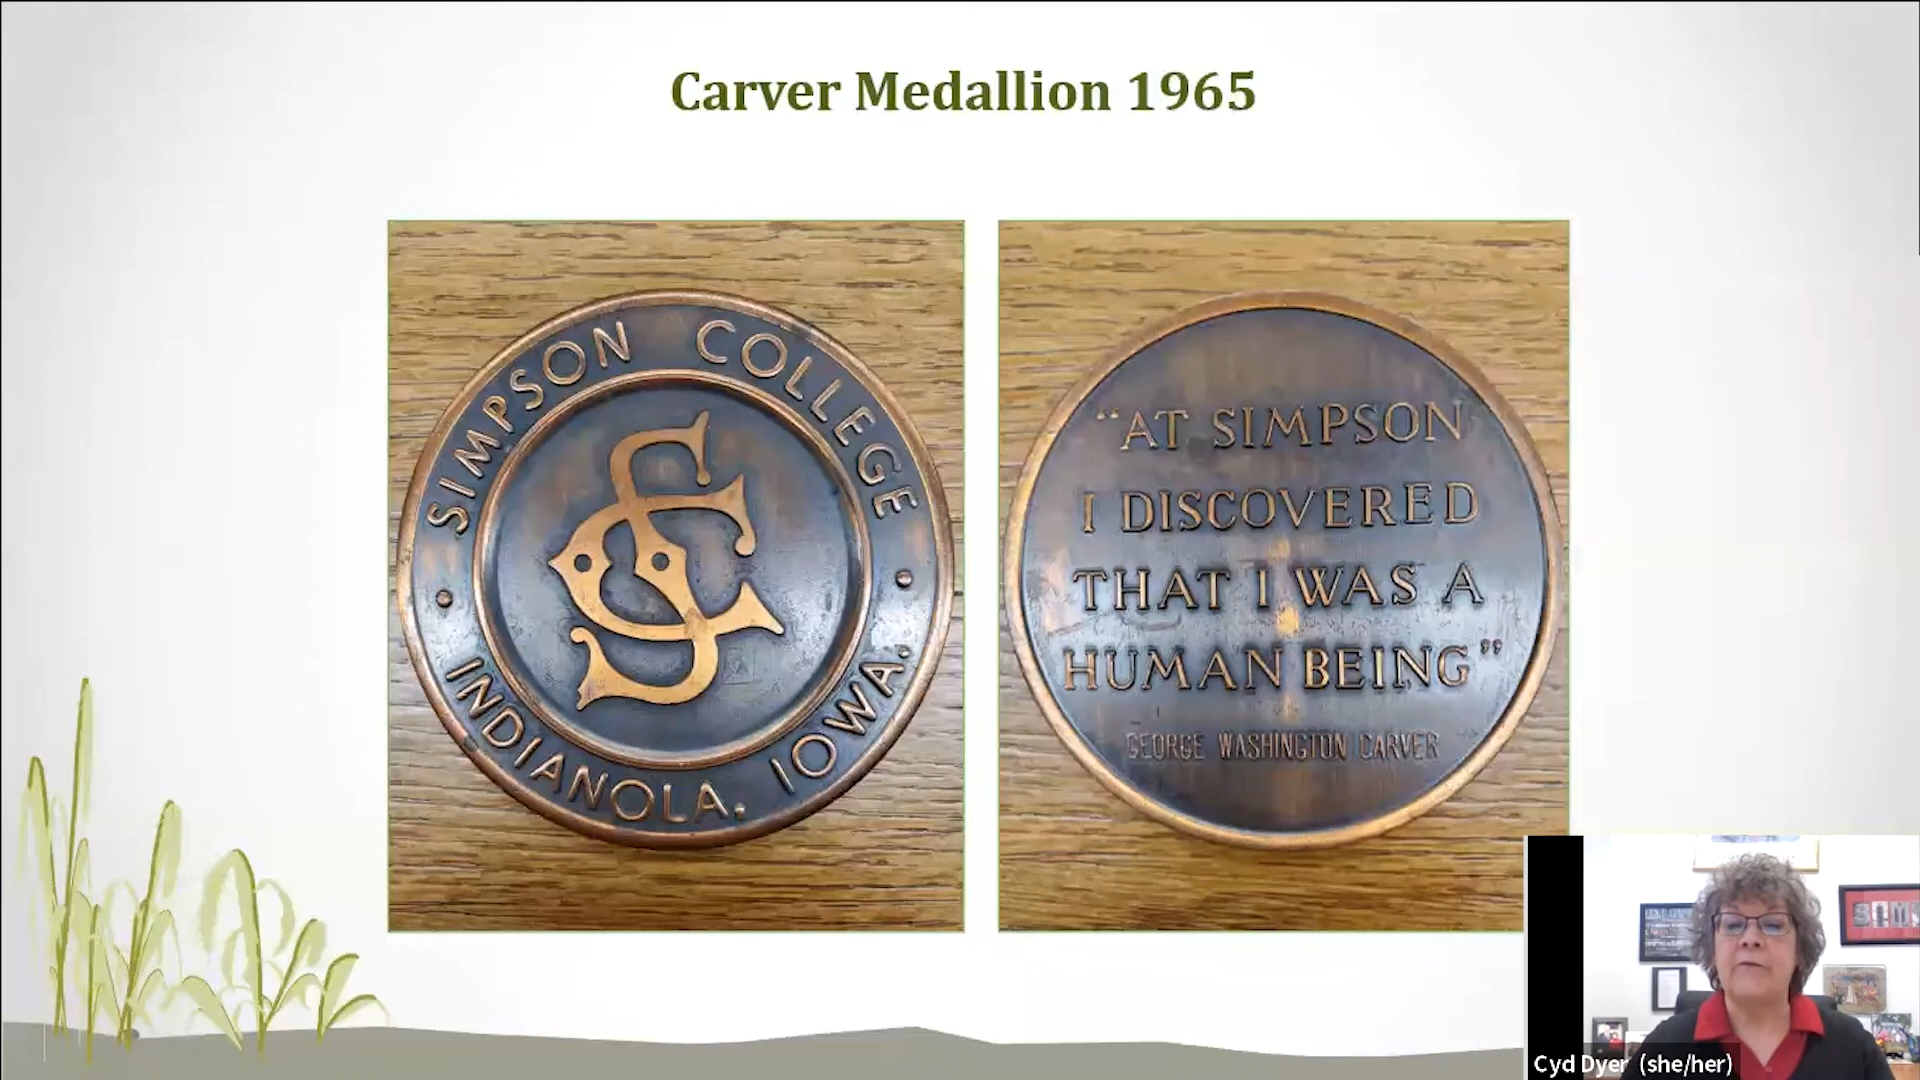 Carver Medallion 1965
SIMPSON COLLEGE
INDIANOLA. IOWA.
SC
“AT SIMPSON
I DISCOVERED
THAT I WAS A
HUMAN BEING”
GEORGE WASHINGTON CARVER
Cyd Dyer (she/her)